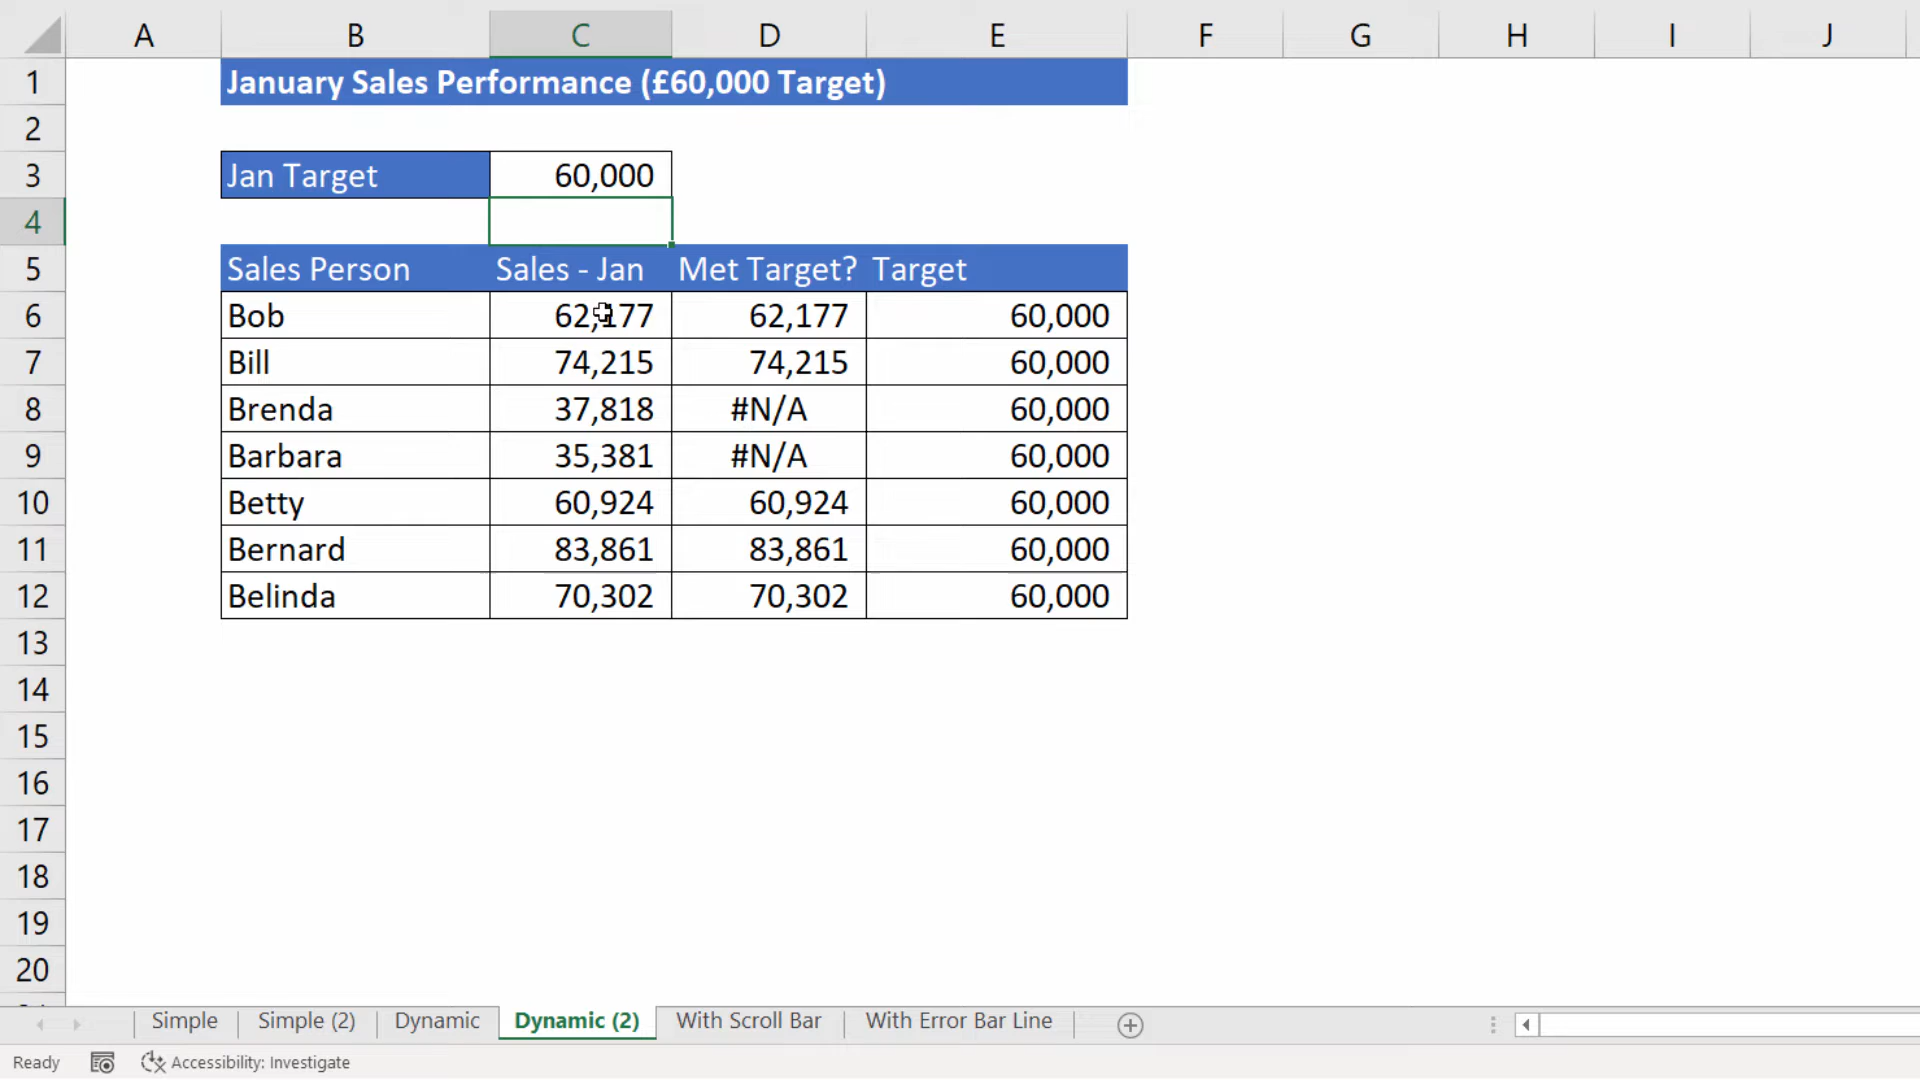 A B C D E F G H I J
1 January Sales Performance (£60,000 Target)
2
3 Jan Target 60,000
4
5 Sales Person Sales - Jan Met Target? Target
6 Bob 62,177 62,177 60,000
7 Bill 74,215 74,215 60,000
8 Brenda 37,818 #N/A 60,000
9 Barbara 35,381 #N/A 60,000
10 Betty 60,924 60,924 60,000
11 Bernard 83,861 83,861 60,000
12 Belinda 70,302 70,302 60,000
13
14
15
16
17
18
19
20
Simple Simple (2) Dynamic Dynamic (2) With Scroll Bar With Error Bar Line
Ready Accessibility: Investigate